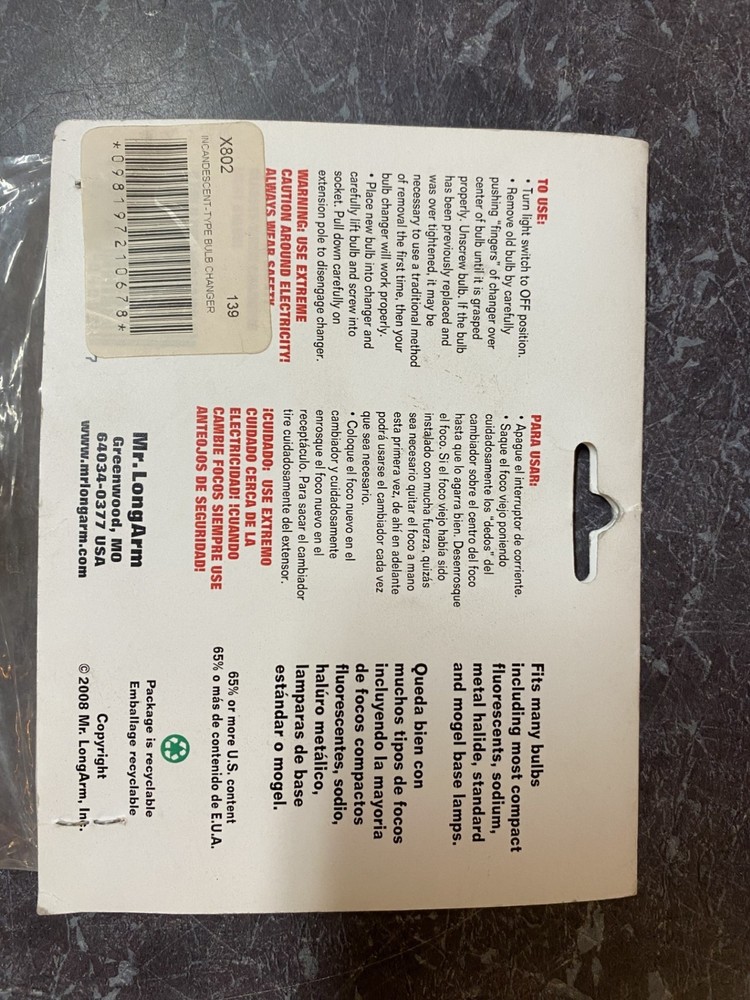 TO USE:
• Turn light switch to OFF position.
• Remove old bulb by carefully
pushing "fingers" of changer over
center of bulb until it is grasped
properly. Unscrew bulb. If the bulb
has been previously replaced and
was over tightened, it may be
necessary to use a traditional method
of removal the first time, then your
bulb changer will work properly.
• Place new bulb into changer and
carefully lift bulb and screw into
socket. Pull down carefully on
extension pole to disengage changer.
WARNING: USE EXTREME
CAUTION AROUND ELECTRICITY!
ALWAYS WEAR SAFETY
X802
139
INCANDESCENT-TYPE BULB CHANGER
*098197210678*
PARA USAR:
• Apague el interruptor de corriente.
• Saque el foco viejo poniendo
cuidadosamente los "dedos" del
cambiador sobre el centro del foco
hasta que lo agarra bien. Desenrosque
el foco. Si el foco viejo había sido
instalado con mucha fuerza, quizás
sea necesario quitar el foco a mano
esta primera vez, de ahí en adelante
podrá usarse el cambiador cada vez
que sea necesario.
• Coloque el foco nuevo en el
cambiador y cuidadosamente
enrosque el foco nuevo en el
receptáculo. Para sacar el cambiador
tire cuidadosamente del extensor.
¡CUIDADO: USE EXTREMO
CUIDADO CERCA DE LA
ELECTRICIDAD! ¡CUANDO
CAMBIE FOCOS SIEMPRE USE
ANTEOJOS DE SEGURIDAD!
Mr. LongArm
Greenwood, MO
64034-0377 USA
www.mrlongarm.com
Fits many bulbs
including most compact
fluorescents, sodium,
metal halide, standard
and mogel base lamps.
Queda bien con
muchos tipos de focos
incluyendo la mayoria
de focos compactos
fluorescentes, sodio,
halúro metálico,
lamparas de base
estándar o mogel.
65% or more U.S. content
65% o más de contenido de E.U.A.
Package is recyclable
Emballage recyclable
Copyright
© 2008 Mr. LongArm, Inc.